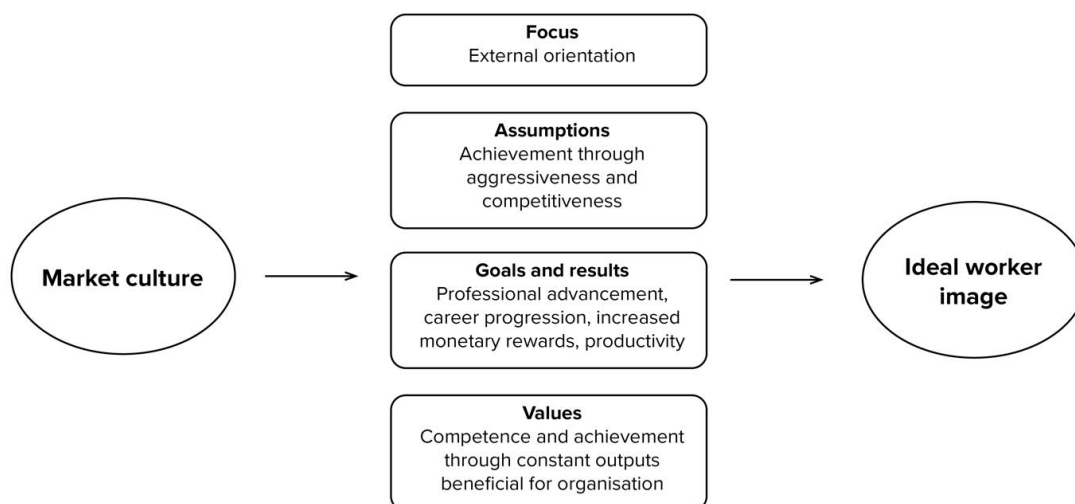 Focus
External orientation
Assumptions
Achievement through
aggressiveness and
competitiveness
Market culture
Goals and results
Professional advancement,
career progression, increased
monetary rewards, productivity
Ideal worker
image
Values
Competence and achievement
through constant outputs
beneficial for organisation